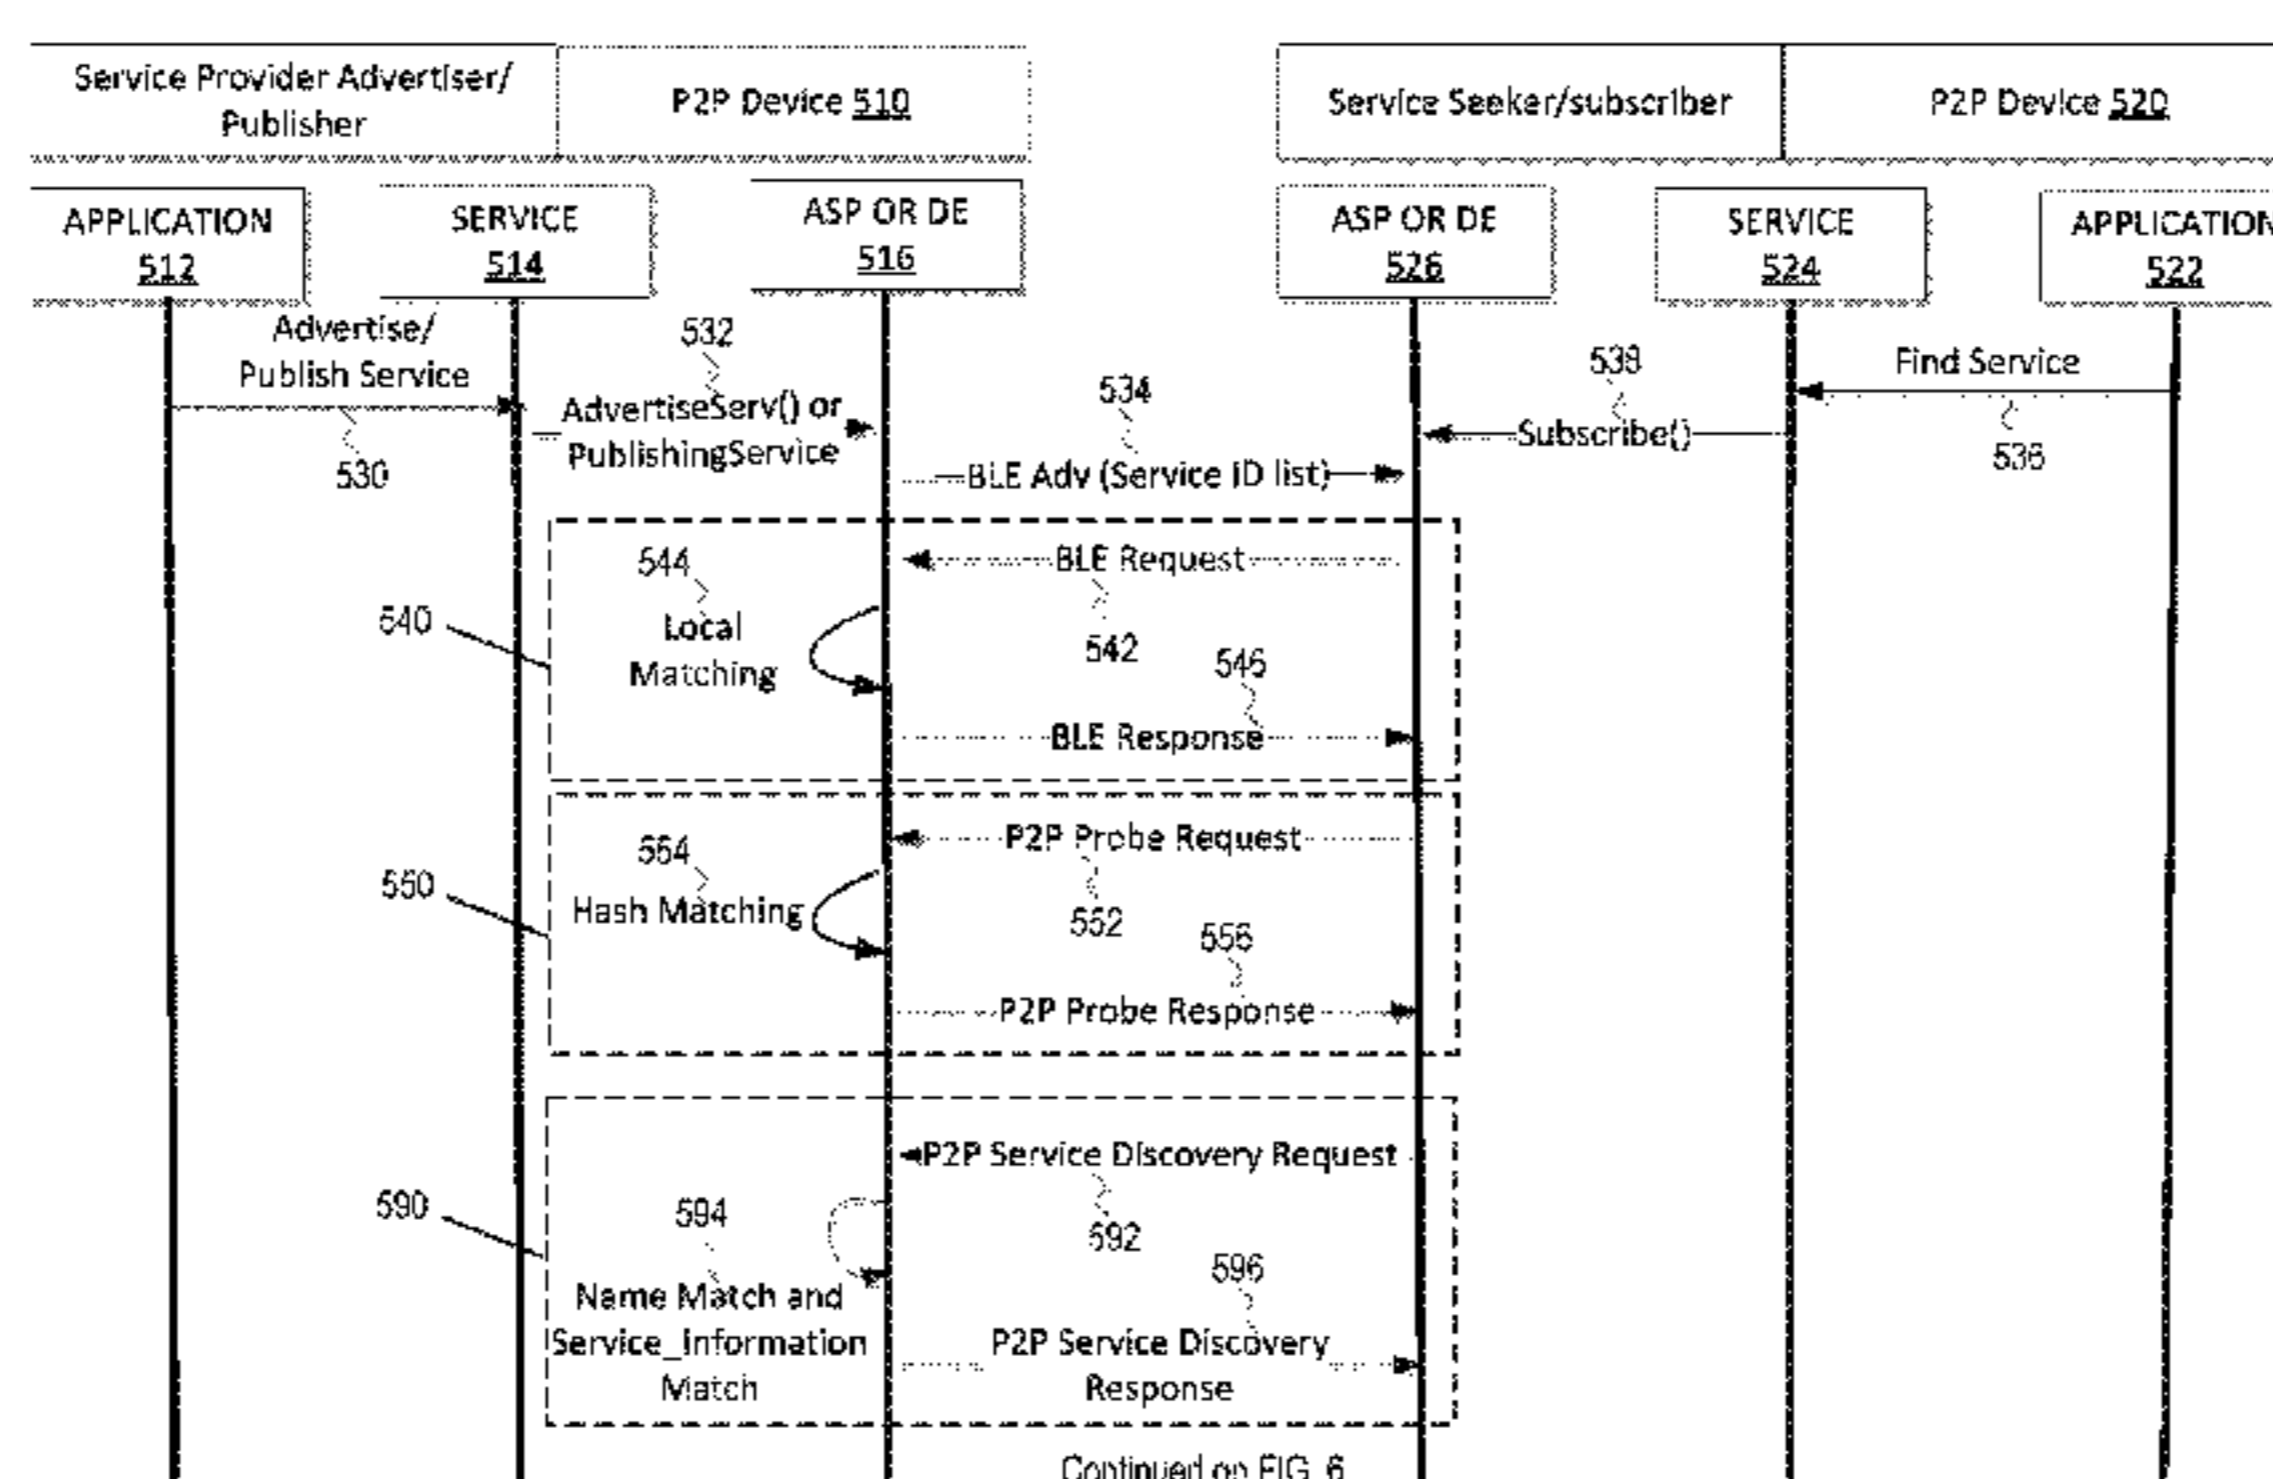 Service Provider Advertiser/
Publisher
P2P Device 510
Service Seeker/subscriber
P2P Device 520
APPLICATION
512
SERVICE
514
ASP OR DE
516
ASP OR DE
526
SERVICE
524
APPLICATION
522
Advertise/
Publish Service
530
532
AdvertiseServ() or
PublishingService
534
BLE Adv (Service ID list)
538
Subscribe()
Find Service
536
540
544
Local
Matching
BLE Request
542
546
BLE Response
550
554
Hash Matching
P2P Probe Request
552
556
P2P Probe Response
590
594
Name Match and
Service_Information
Match
P2P Service Discovery Request
592
596
P2P Service Discovery
Response
Continued on FIG. 6